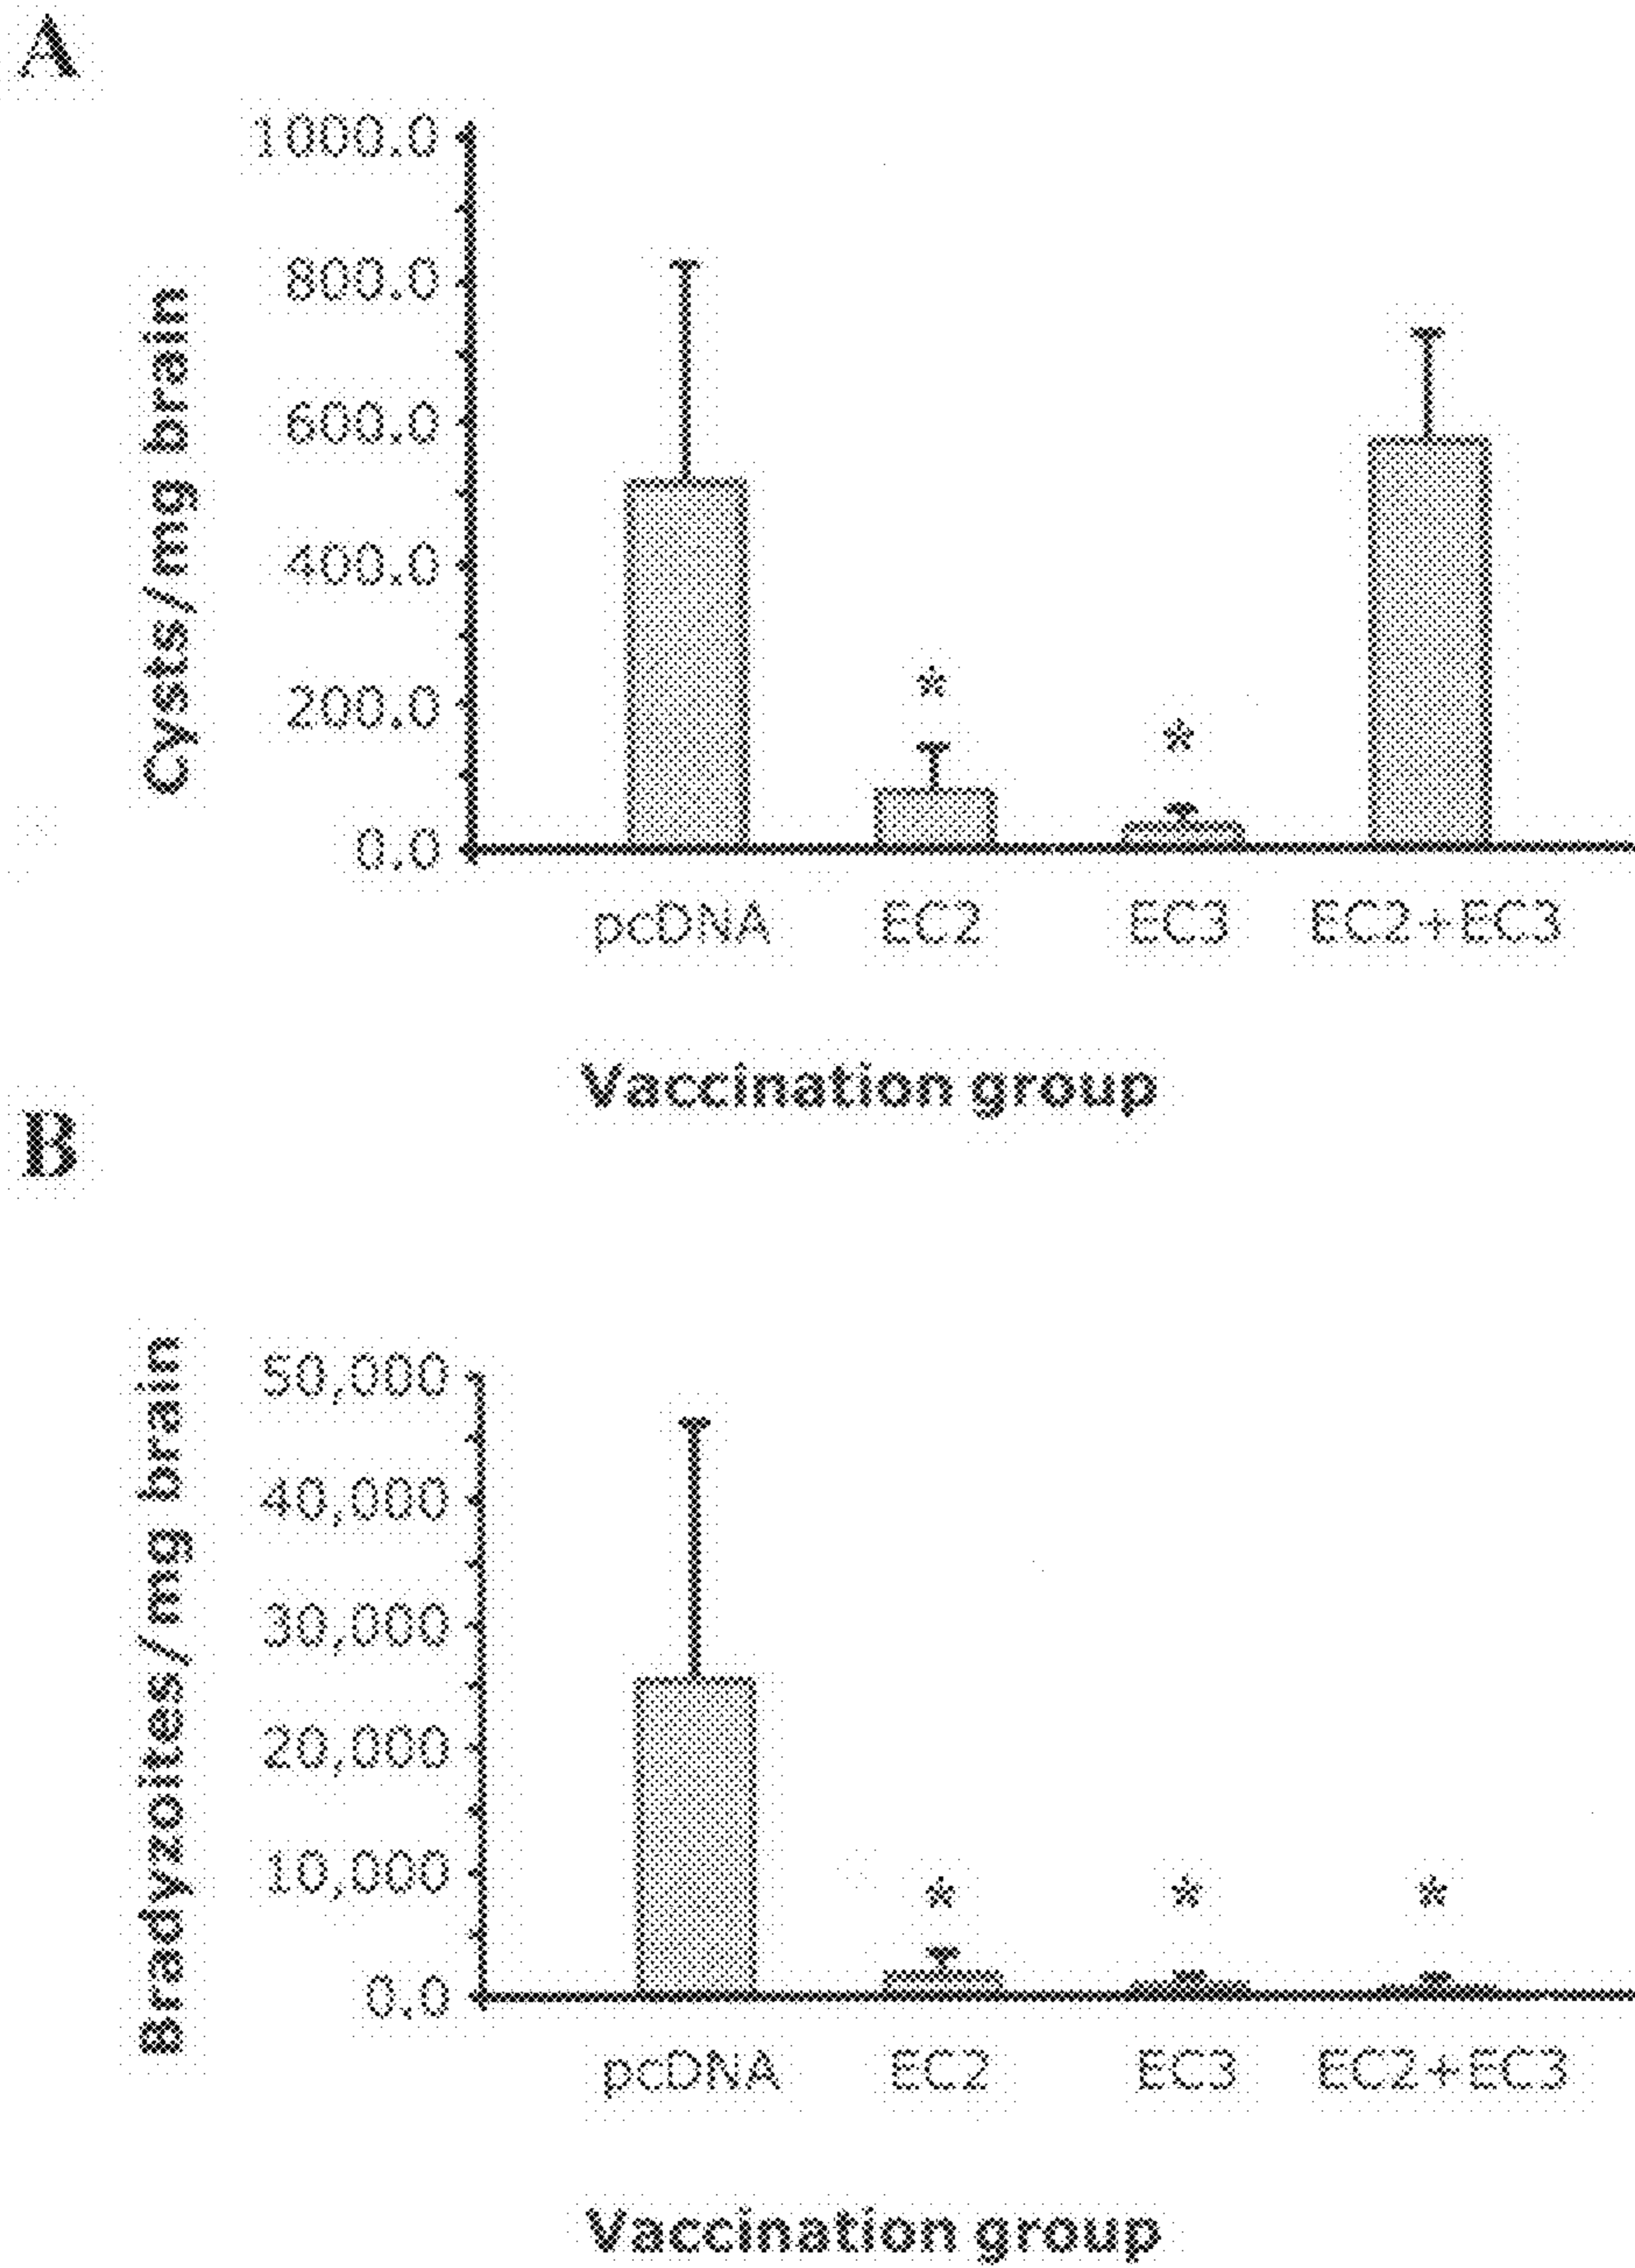 A
1000.0
800.0
600.0
400.0
200.0
0.0
Cysts/mg brain
*
*
pcDNA EC2 EC3 EC2+EC3
Vaccination group
B
50,000
40,000
30,000
20,000
10,000
0.0
Bradyzoites/mg brain
* * *
pcDNA EC2 EC3 EC2+EC3
Vaccination group